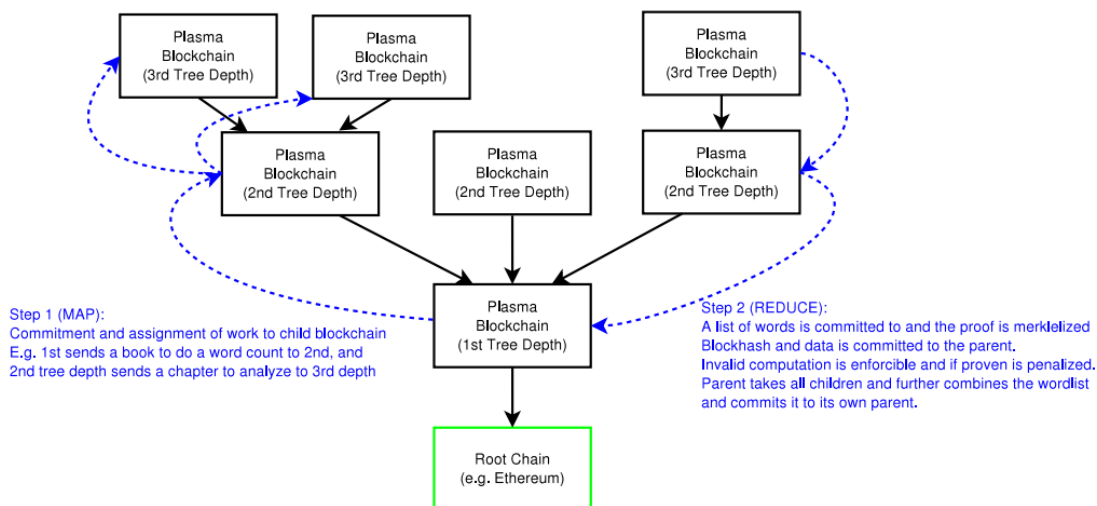 Plasma
Blockchain
(3rd Tree Depth)
Plasma
Blockchain
(3rd Tree Depth)
Plasma
Blockchain
(3rd Tree Depth)
Plasma
Blockchain
(2nd Tree Depth)
Plasma
Blockchain
(2nd Tree Depth)
Plasma
Blockchain
(2nd Tree Depth)
Plasma
Blockchain
(1st Tree Depth)
Step 1 (MAP):
Commitment and assignment of work to child blockchain
E.g. 1st sends a book to do a word count to 2nd, and
2nd tree depth sends a chapter to analyze to 3rd depth
Step 2 (REDUCE):
A list of words is committed to and the proof is merklelized
Blockhash and data is committed to the parent.
Invalid computation is enforcible and if proven is penalized.
Parent takes all children and further combines the wordlist
and commits it to its own parent.
Root Chain
(e.g. Ethereum)